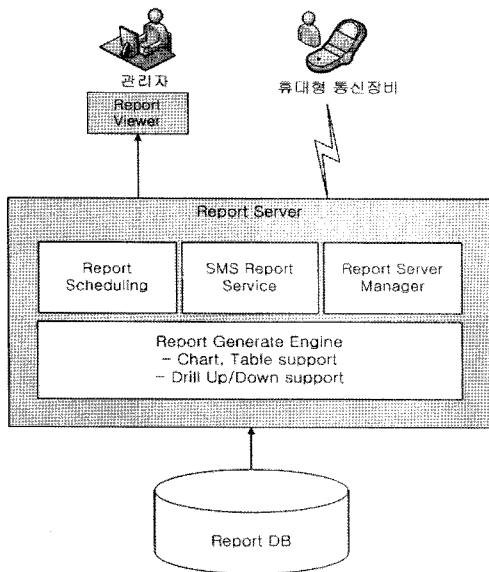 관리자
휴대형 통신장비
Report
Viewer
Report Server
Report
Scheduling
SMS Report
Service
Report Server
Manager
Report Generate Engine
- Chart, Table support
- Drill Up/Down support
Report DB